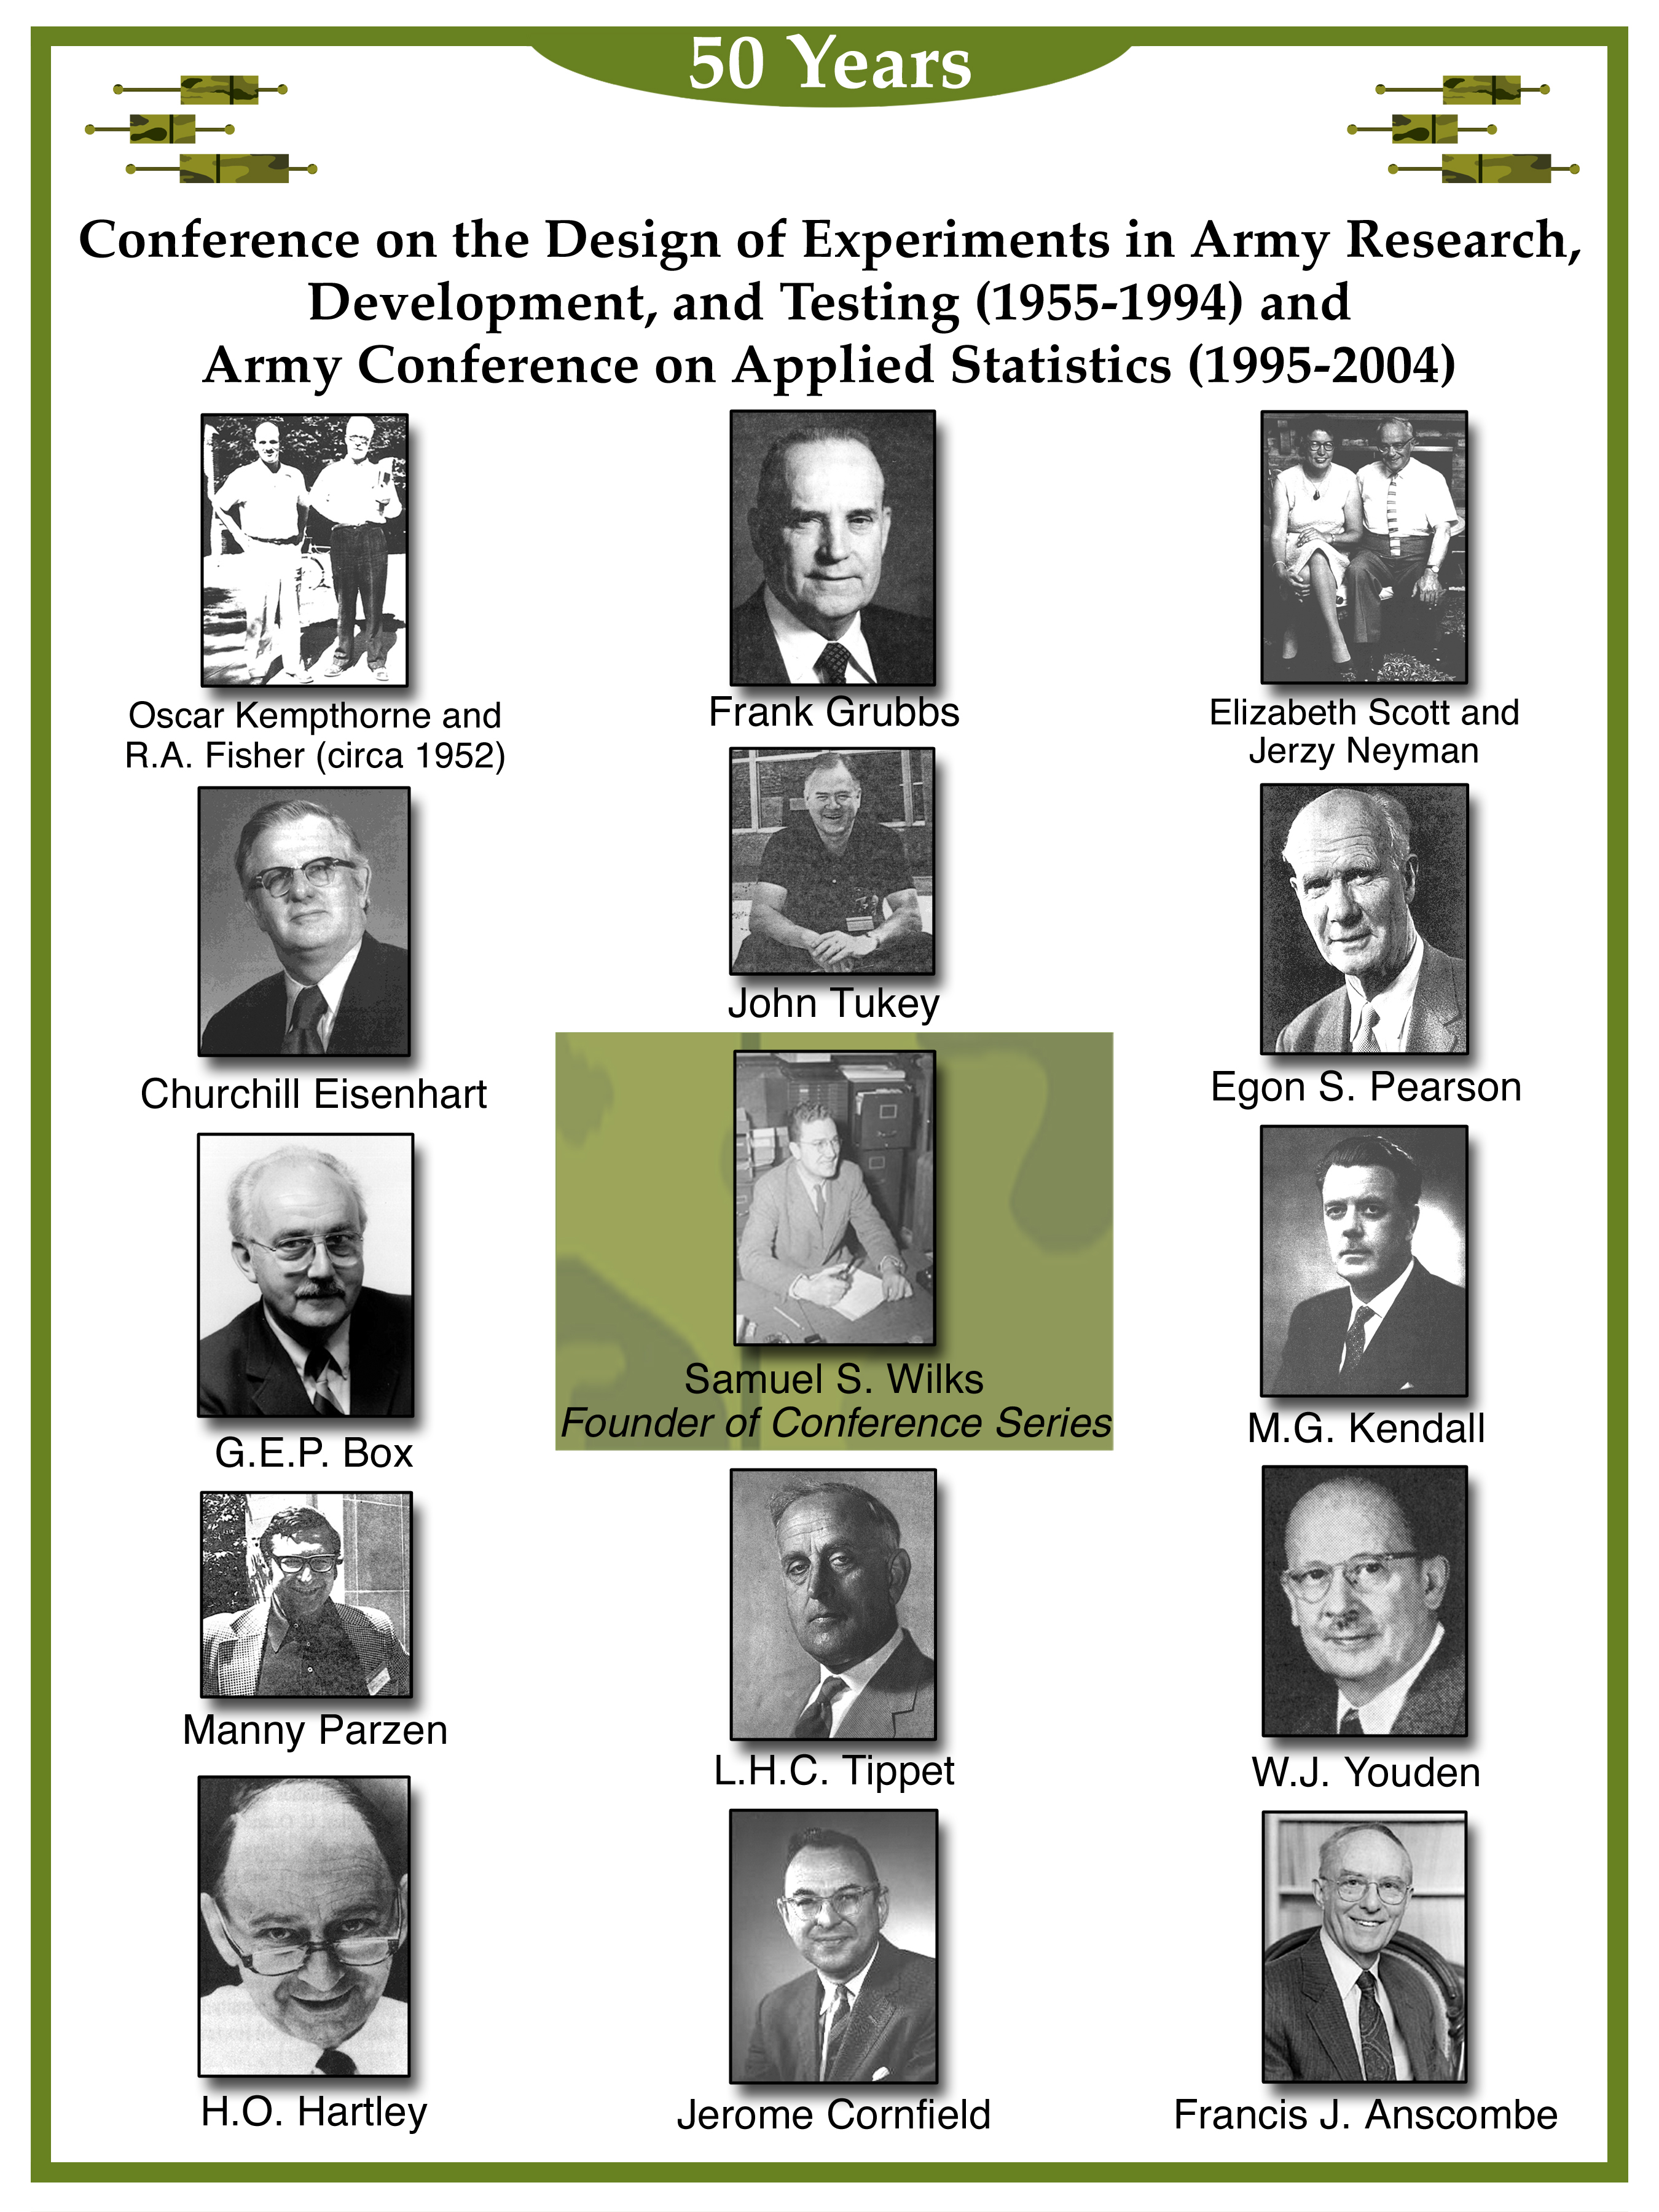 50 Years
Conference on the Design of Experiments in Army Research,
Development, and Testing (1955-1994) and
Army Conference on Applied Statistics (1995-2004)
Oscar Kempthorne and
R.A. Fisher (circa 1952)
Frank Grubbs
Elizabeth Scott and
Jerzy Neyman
Churchill Eisenhart
John Tukey
Egon S. Pearson
G.E.P. Box
Samuel S. Wilks
Founder of Conference Series
M.G. Kendall
Manny Parzen
L.H.C. Tippet
W.J. Youden
H.O. Hartley
Jerome Cornfield
Francis J. Anscombe